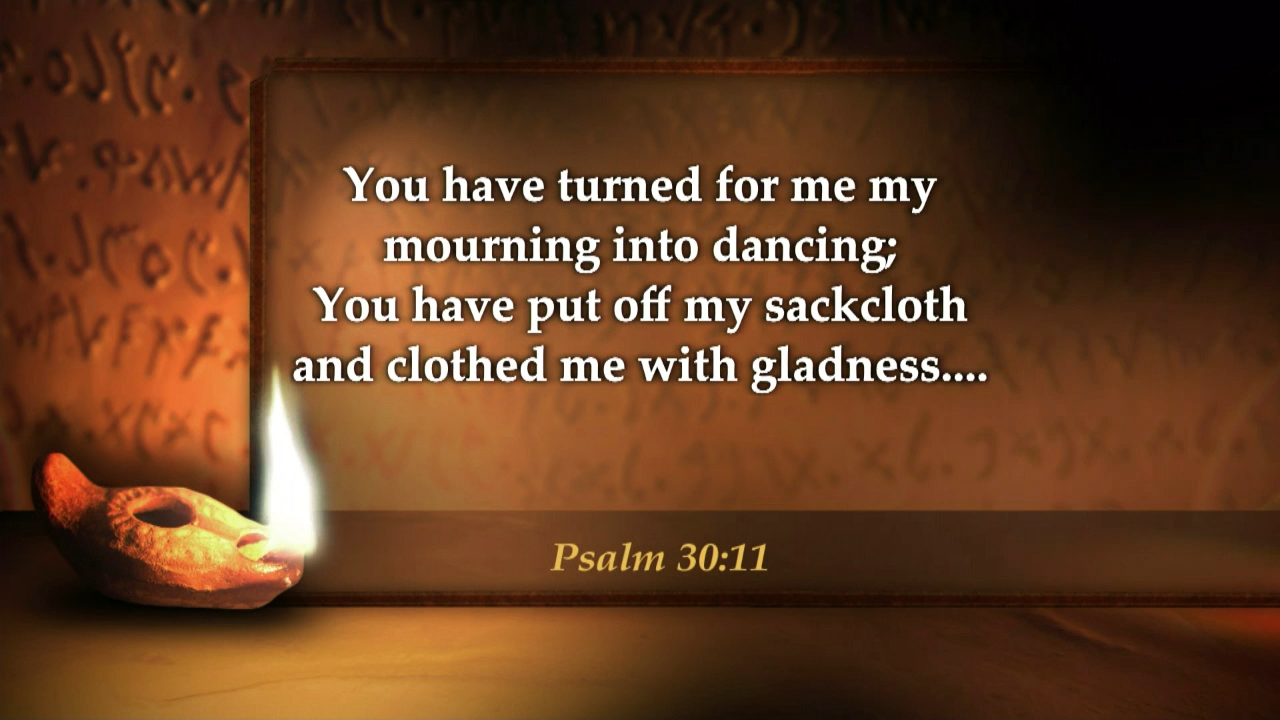 You have turned for me my
mourning into dancing;
You have put off my sackcloth
and clothed me with gladness....
Psalm 30:11